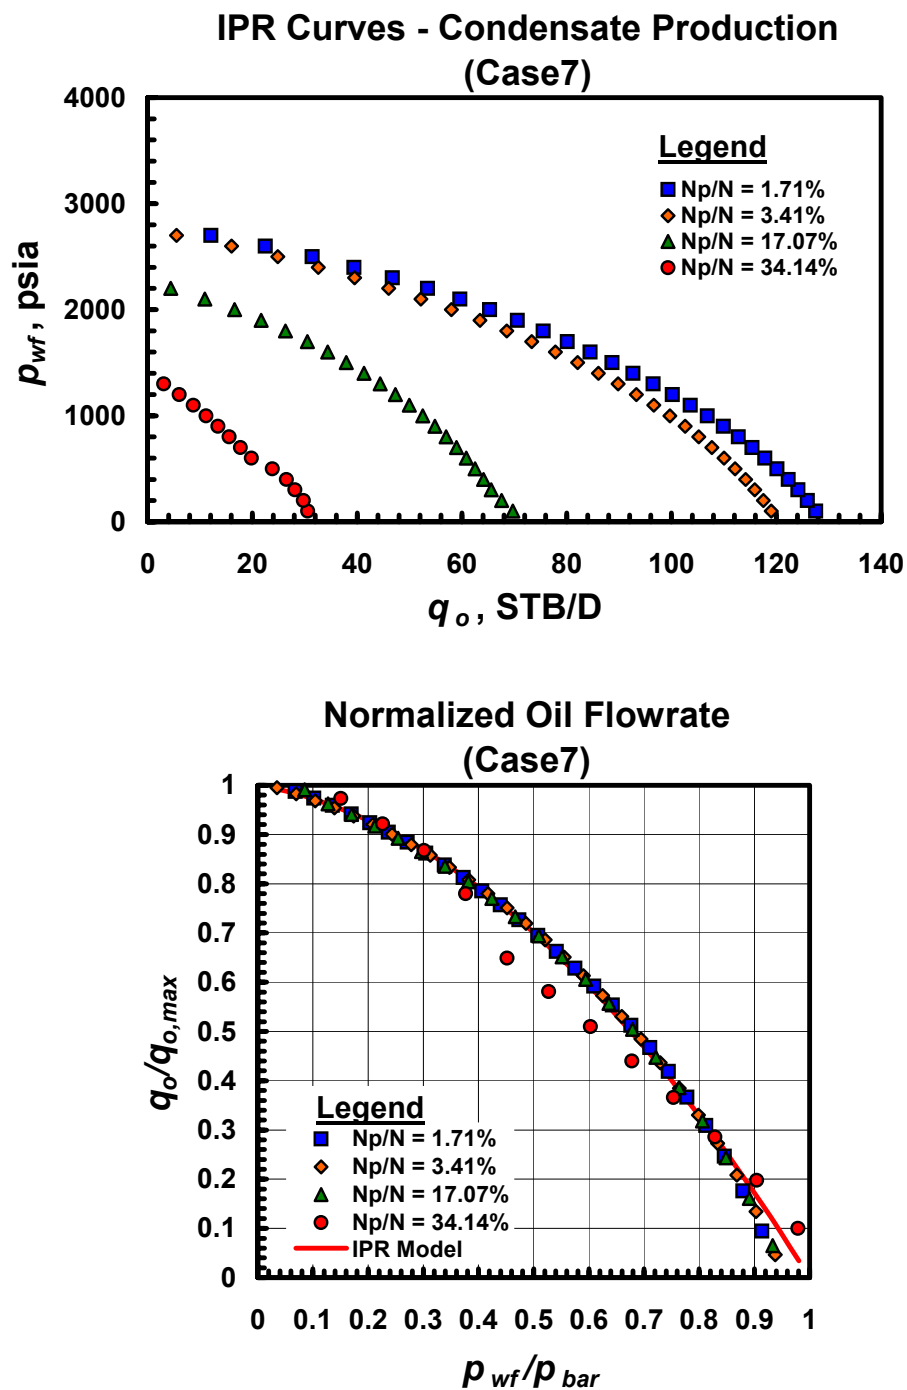 IPR Curves - Condensate Production
(Case7)
4000
3000
2000
1000
0
p wf , psia
Legend
Np/N = 1.71%
Np/N = 3.41%
Np/N = 17.07%
Np/N = 34.14%
0 20 40 60 80 100 120 140
q o , STB/D
Normalized Oil Flowrate
(Case7)
1
0.9
0.8
0.7
0.6
0.5
0.4
0.3
0.2
0.1
0
q o /q o,max
Legend
Np/N = 1.71%
Np/N = 3.41%
Np/N = 17.07%
Np/N = 34.14%
IPR Model
0 0.1 0.2 0.3 0.4 0.5 0.6 0.7 0.8 0.9 1
p wf /p bar